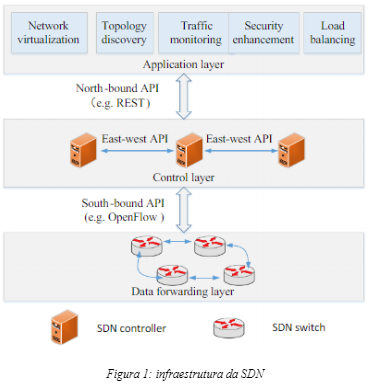 Network virtualization
Topology discovery
Traffic monitoring
Security enhancement
Load balancing
Application layer
North-bound API
(e.g. REST)
East-west API
East-west API
Control layer
South-bound API
(e.g. OpenFlow )
Data forwarding layer
SDN controller
SDN switch
Figura 1: infraestrutura da SDN